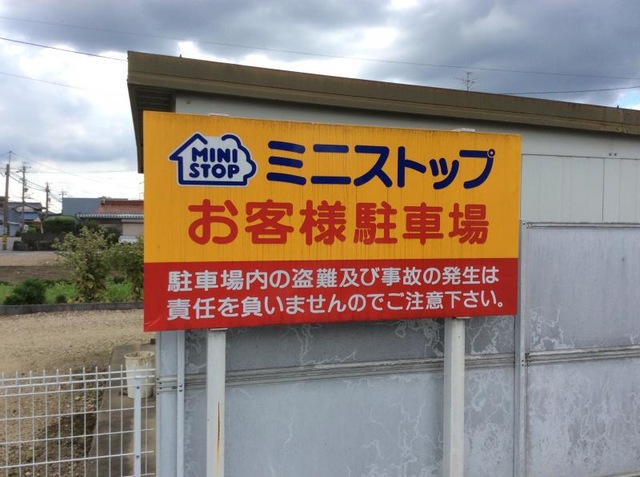 MINI STOP ミニストップ
お客様駐車場
駐車場内の盗難及び事故の発生は
責任を負いませんのでご注意下さい。